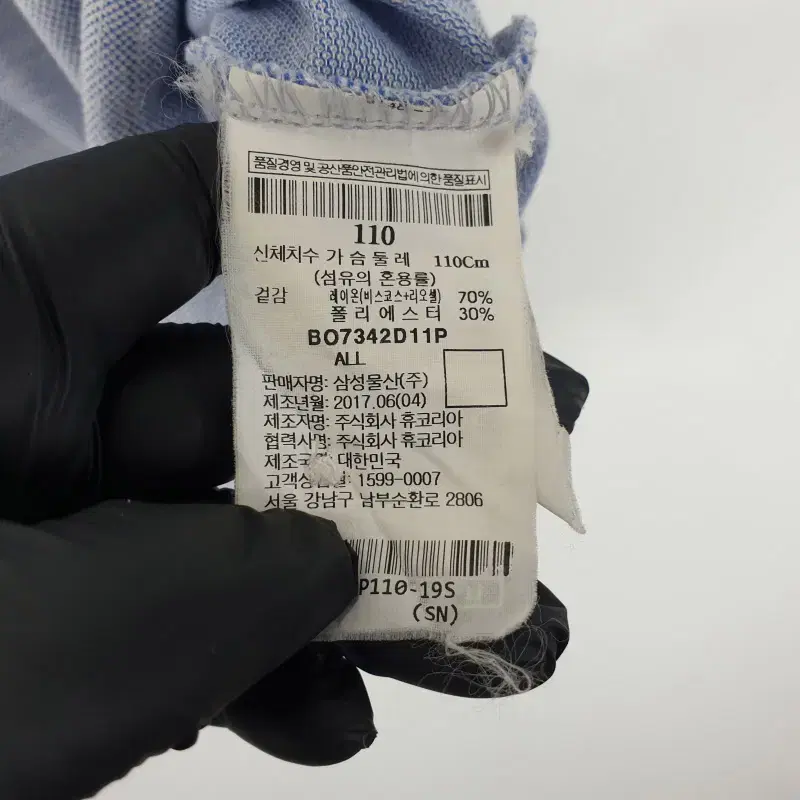 품질경영 및 공산품안전관리법에 의한 품질표시
110
신체치수 가슴둘레 110Cm
(섬유의 혼용률)
겉감 레이온(비스코스+리오셀) 70%
폴리에스터 30%
BO7342D11P
ALL
판매자명: 삼성물산(주)
제조년월: 2017.06(04)
제조자명: 주식회사 휴코리아
협력사명: 주식회사 휴코리아
제조국 대한민국
1599-0007
서울 강남구 남부순환로 2806
P110-19S
(SN)